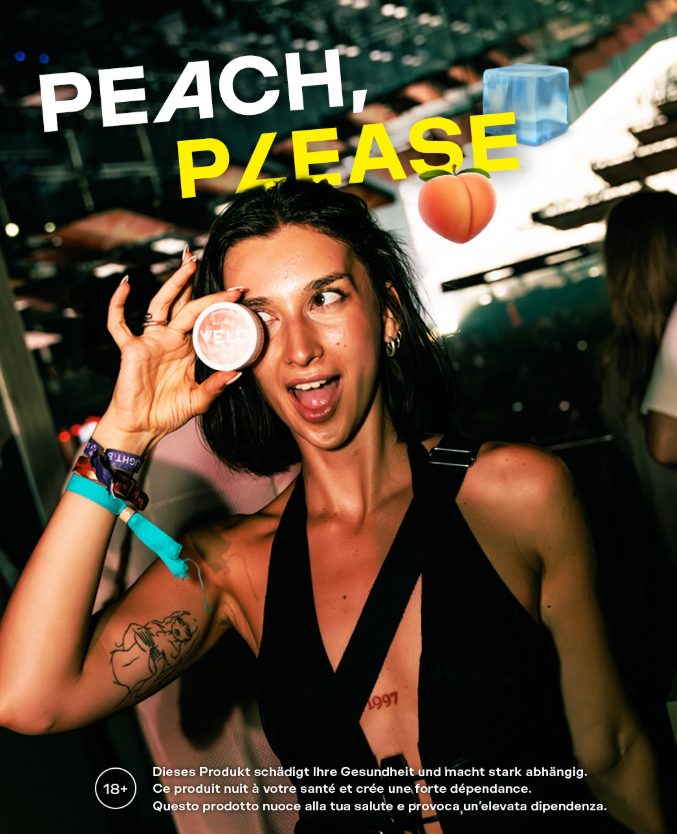 PEACH,
PLEASE
VELO
1997
18+
Dieses Produkt schädigt Ihre Gesundheit und macht stark abhängig.
Ce produit nuit à votre santé et crée une forte dépendance.
Questo prodotto nuoce alla tua salute e provoca un'elevata dipendenza.